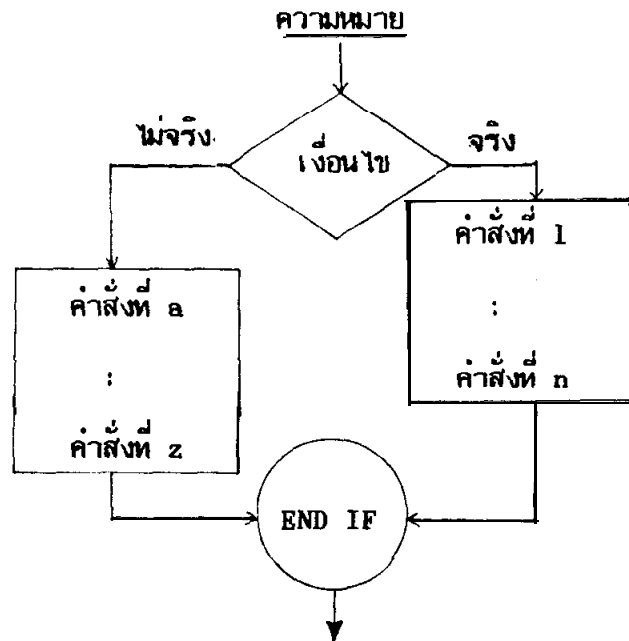 ความหมาย
ไม่จริง
จริง
เงื่อนไข
คำสั่งที่ 1
:
คำสั่งที่ n
คำสั่งที่ a
:
คำสั่งที่ z
END IF